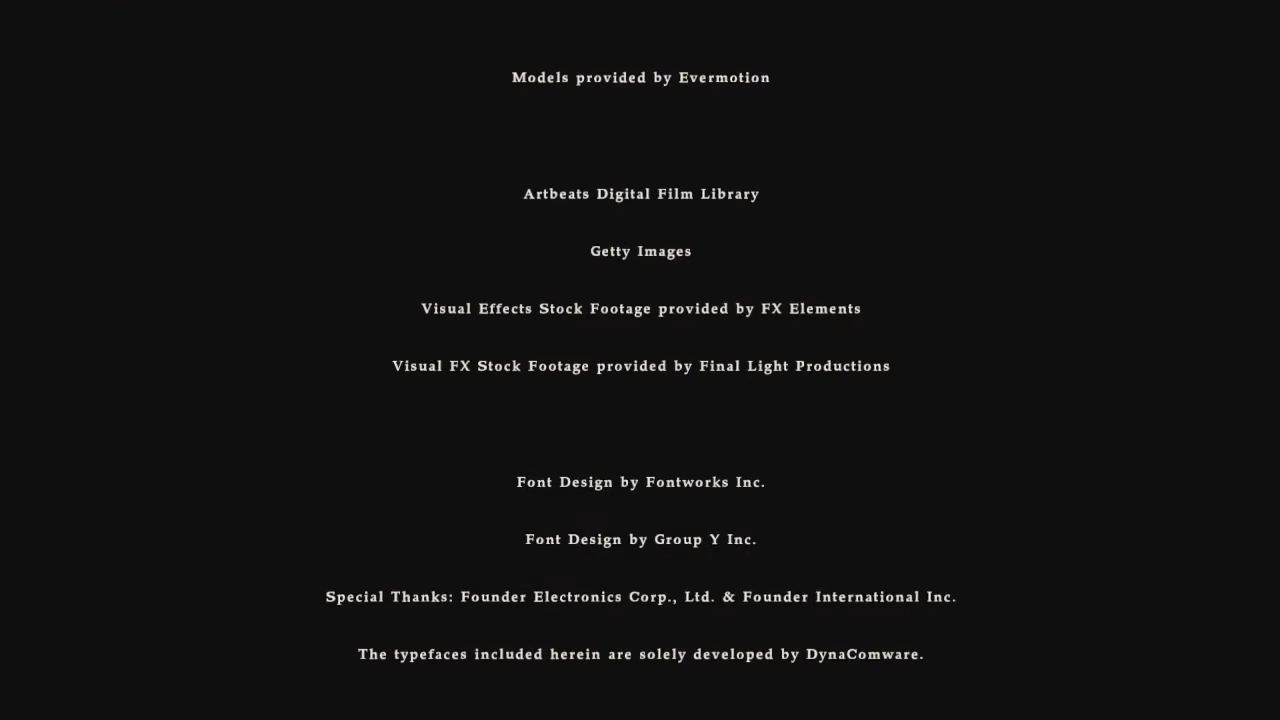 Models provided by Evermotion
Artbeats Digital Film Library
Getty Images
Visual Effects Stock Footage provided by FX Elements
Visual FX Stock Footage provided by Final Light Productions
Font Design by Fontworks Inc.
Font Design by Group Y Inc.
Special Thanks: Founder Electronics Corp., Ltd. & Founder International Inc.
The typefaces included herein are solely developed by DynaComware.